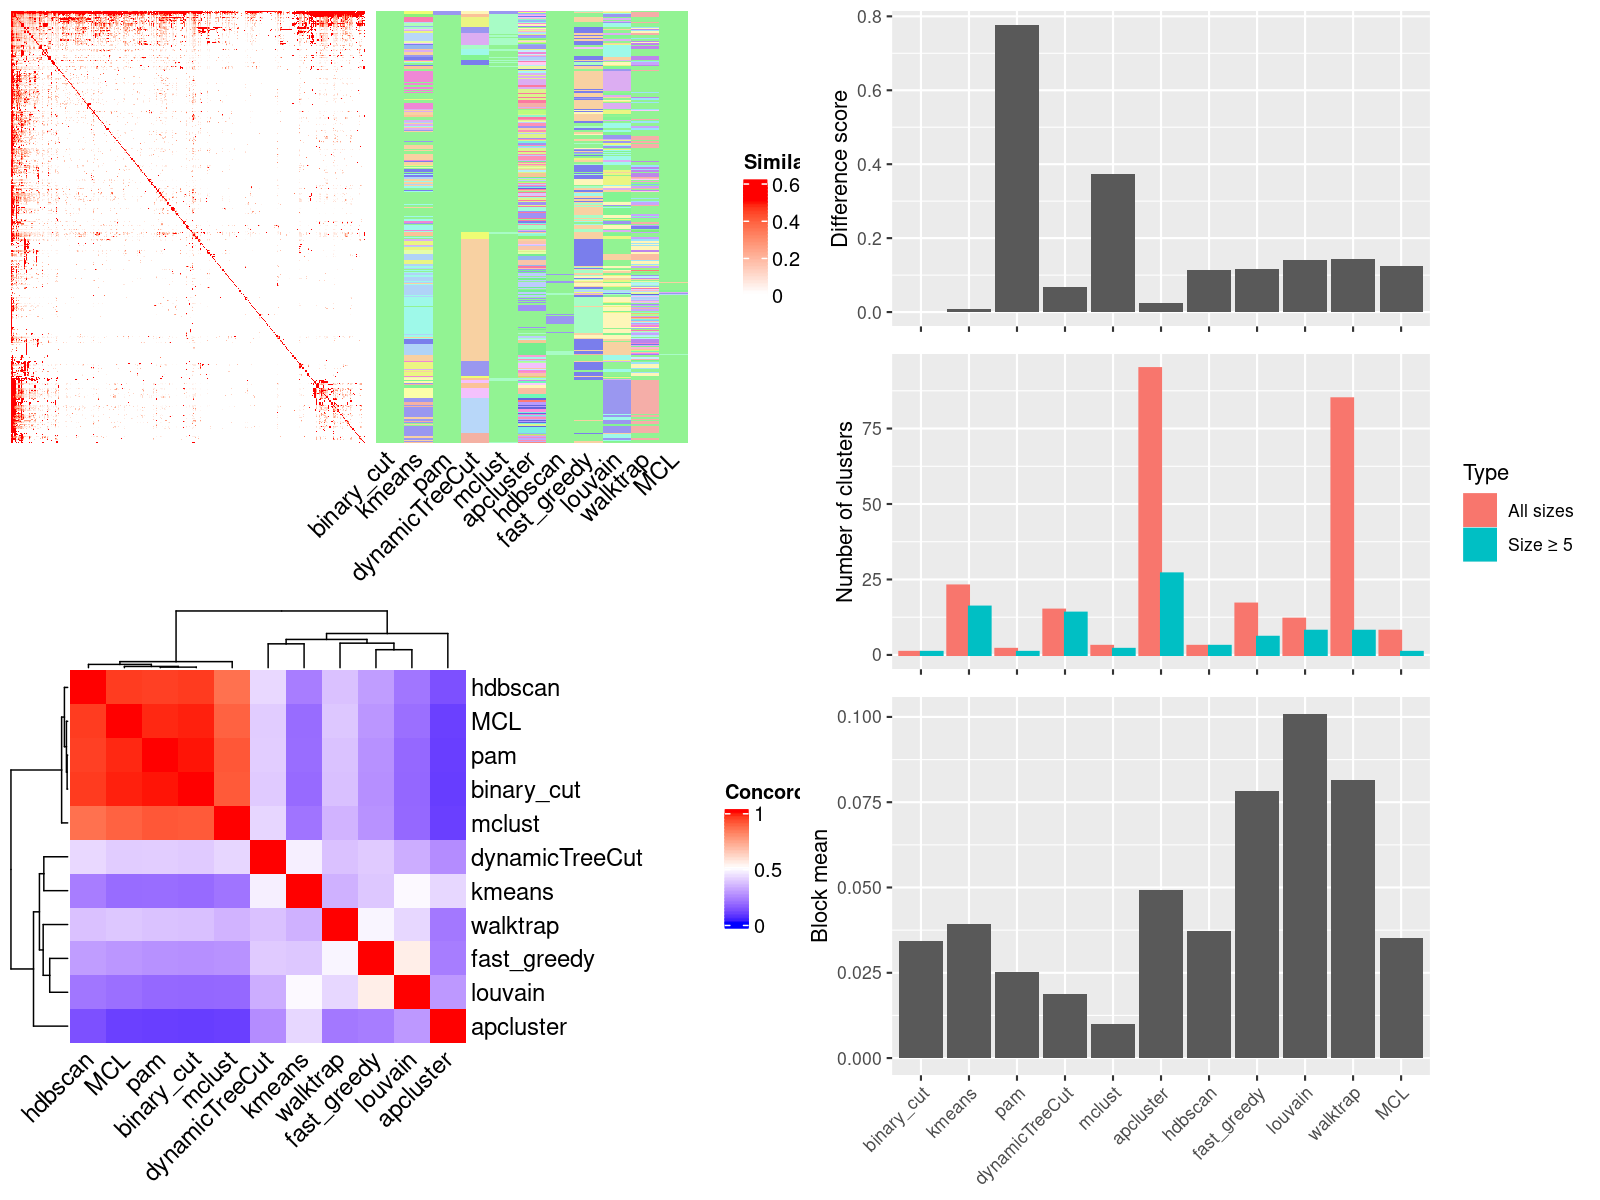 Simila
0.6
0.4
0.2
0
binary_cut
kmeans
pam
dynamicTreeCut
mclust
apcluster
hdbscan
fast_greedy
louvain
walktrap
MCL
hdbscan
MCL
pam
binary_cut
mclust
dynamicTreeCut
kmeans
walktrap
fast_greedy
louvain
apcluster
Concord
1
0.5
0
hdbscan
MCL
pam
binary_cut
mclust
dynamicTreeCut
kmeans
walktrap
fast_greedy
louvain
apcluster
Difference score
0.8
0.6
0.4
0.2
0.0
Number of clusters
75
50
25
0
Type
All sizes
Size ≥ 5
Block mean
0.100
0.075
0.050
0.025
0.000
binary_cut
kmeans
pam
dynamicTreeCut
mclust
apcluster
hdbscan
fast_greedy
louvain
walktrap
MCL